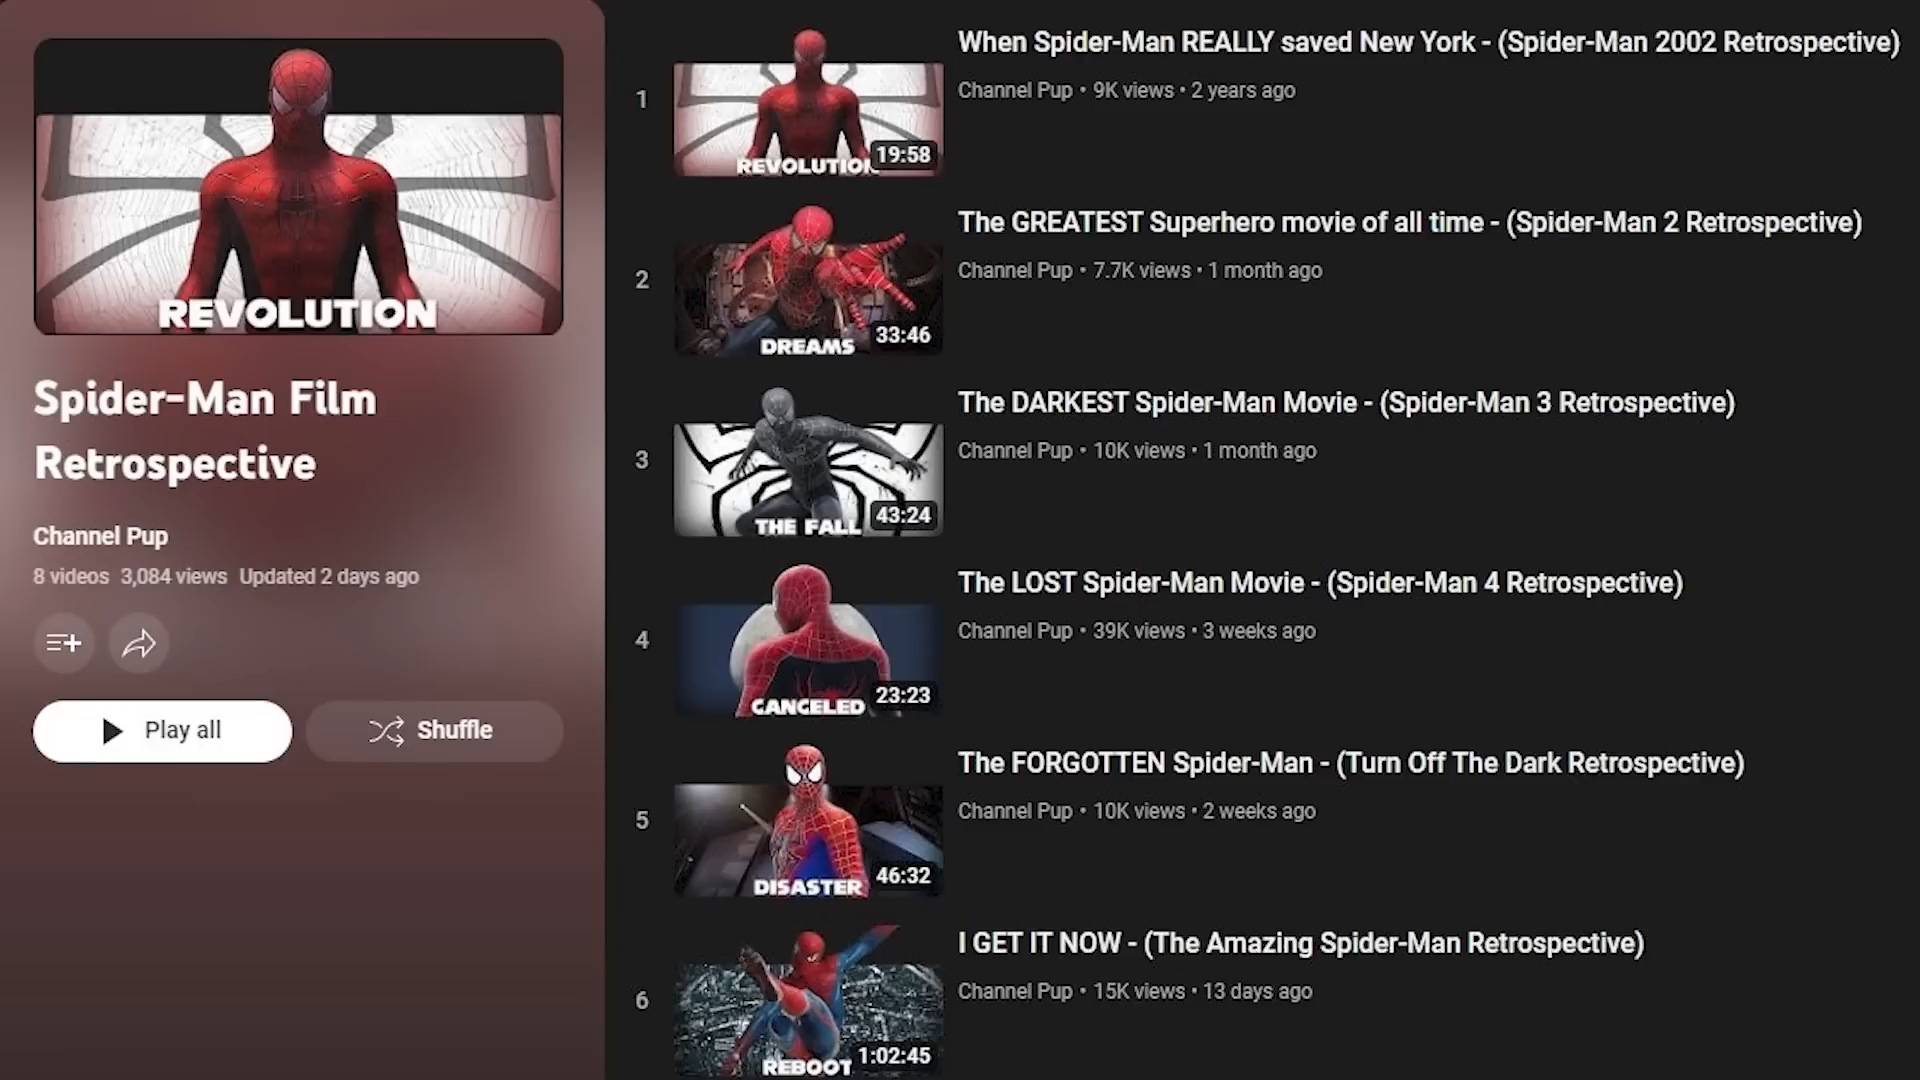 REVOLUTION
Spider-Man Film
Retrospective
Channel Pup
8 videos 3,084 views Updated 2 days ago
Play all
Shuffle
1
REVOLUTION
19:58
When Spider-Man REALLY saved New York - (Spider-Man 2002 Retrospective)
Channel Pup • 9K views • 2 years ago
2
DREAMS
33:46
The GREATEST Superhero movie of all time - (Spider-Man 2 Retrospective)
Channel Pup • 7.7K views • 1 month ago
3
THE FALL
43:24
The DARKEST Spider-Man Movie - (Spider-Man 3 Retrospective)
Channel Pup • 10K views • 1 month ago
4
CANCELED
23:23
The LOST Spider-Man Movie - (Spider-Man 4 Retrospective)
Channel Pup • 39K views • 3 weeks ago
5
DISASTER
46:32
The FORGOTTEN Spider-Man - (Turn Off The Dark Retrospective)
Channel Pup • 10K views • 2 weeks ago
6
REBOOT
1:02:45
I GET IT NOW - (The Amazing Spider-Man Retrospective)
Channel Pup • 15K views • 13 days ago